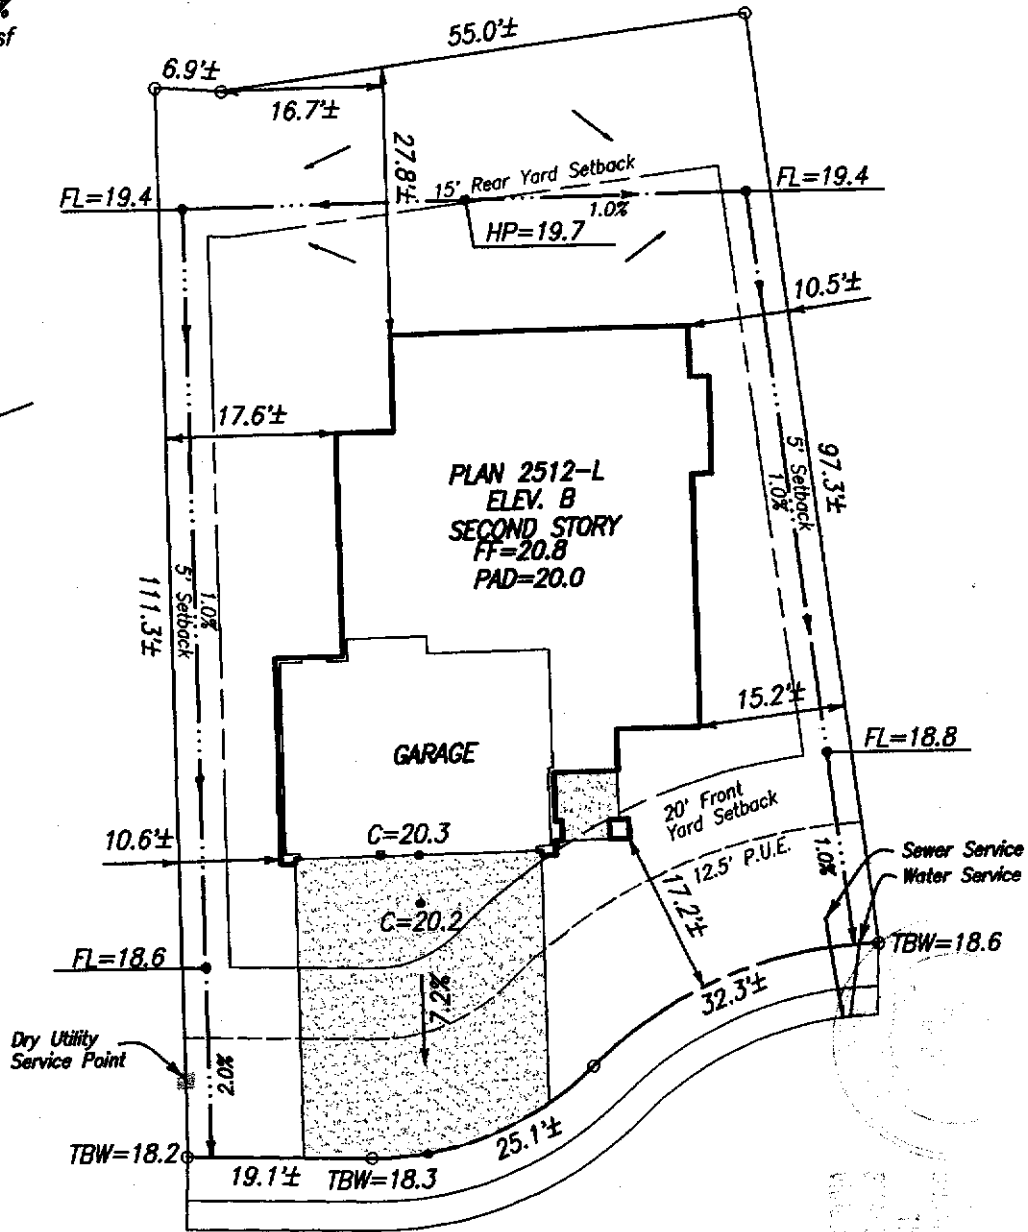 %
sf
55.0'±
6.9'±
16.7'±
27.8'±
15' Rear Yard Setback
FL=19.4
FL=19.4
1.0%
HP=19.7
10.5'±
17.6'±
PLAN 2512-L
ELEV. B
SECOND STORY
FF=20.8
PAD=20.0
5' Setback
1.0%
97.3'±
111.3'±
5' Setback
1.0%
15.2'±
FL=18.8
GARAGE
20' Front
Yard Setback
12.5' P.U.E.
1.0%
Sewer Service
Water Service
10.6'±
C=20.3
C=20.2
17.2'±
TBW=18.6
FL=18.6
7.2%
32.3'±
Dry Utility
Service Point
2.0%
TBW=18.2
19.1'±
TBW=18.3
25.1'±